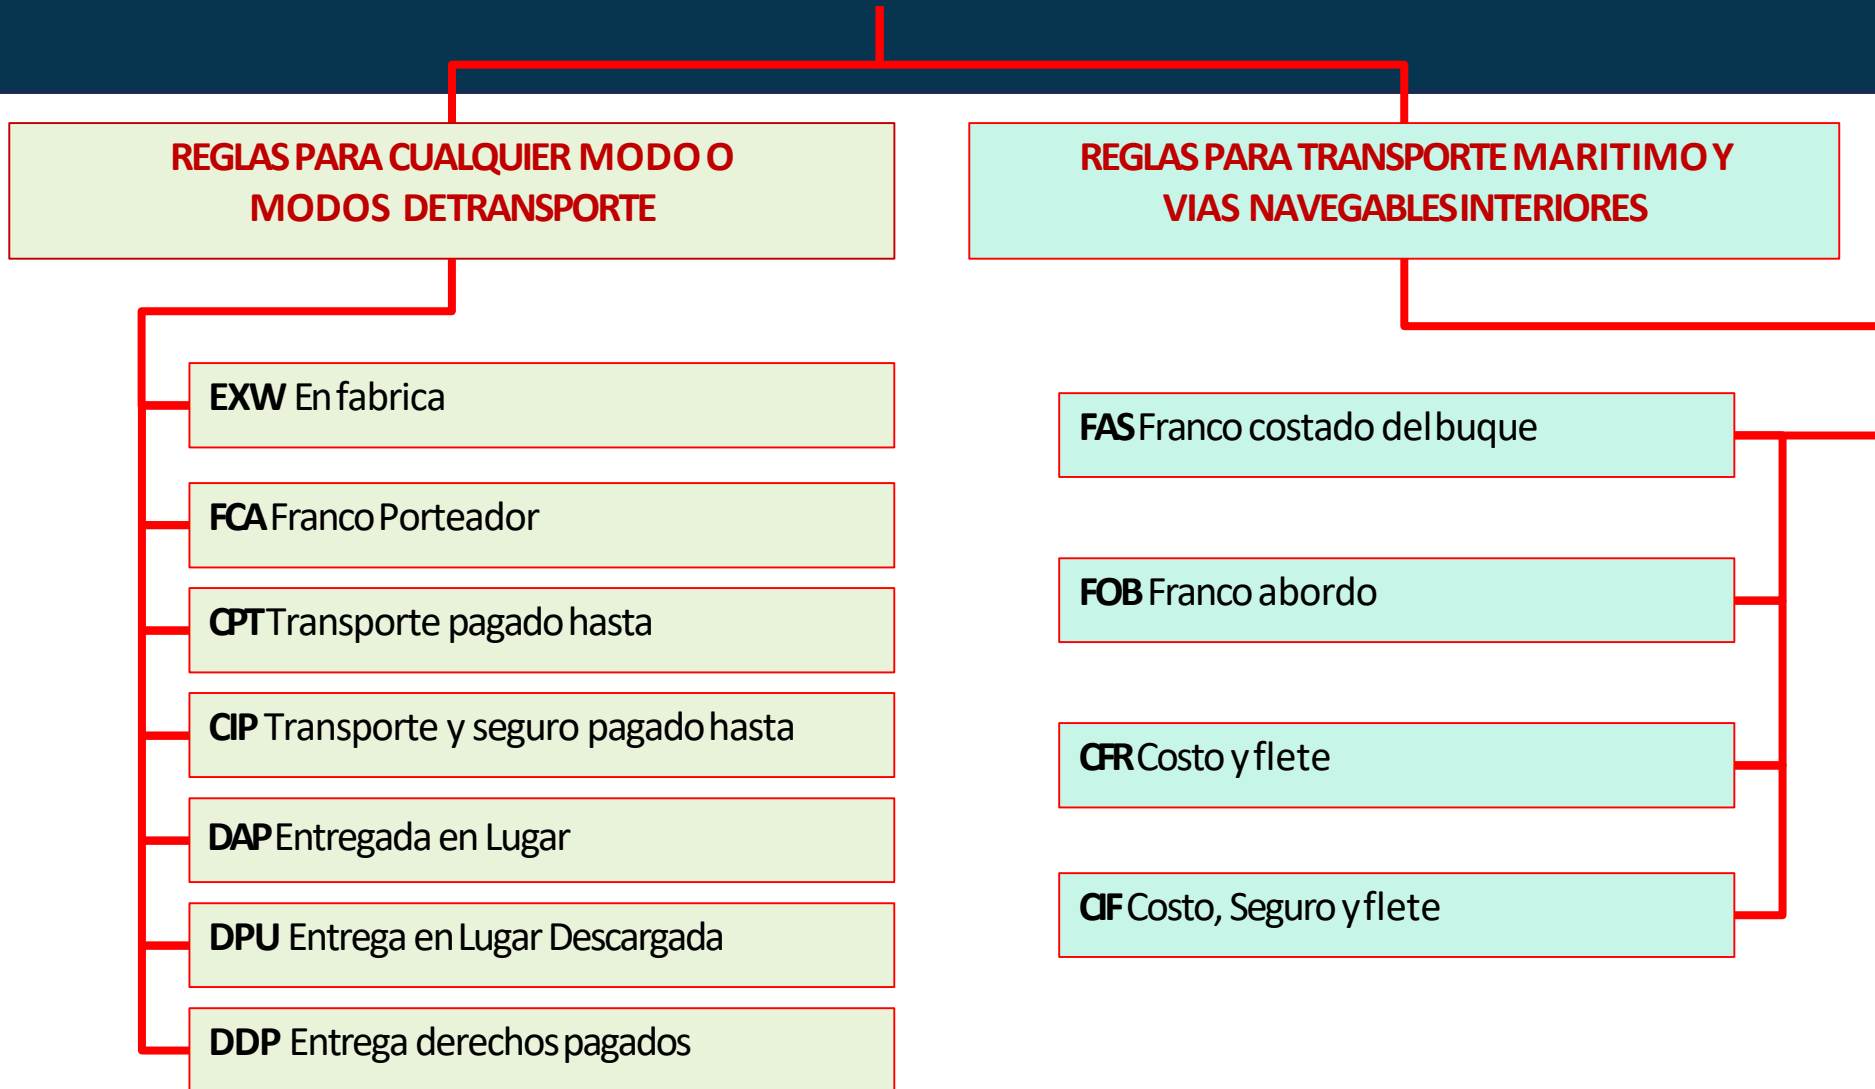 REGLAS PARA CUALQUIER MODO O
MODOS DETRANSPORTE
EXW En fabrica
FCA Franco Porteador
CPT Transporte pagado hasta
CIP Transporte y seguro pagado hasta
DAP Entregada en Lugar
DPU Entrega en Lugar Descargada
DDP Entrega derechos pagados
REGLAS PARA TRANSPORTE MARITIMO Y
VIAS NAVEGABLES INTERIORES
FAS Franco costado del buque
FOB Franco abordo
CFR Costo y flete
CIF Costo, Seguro y flete